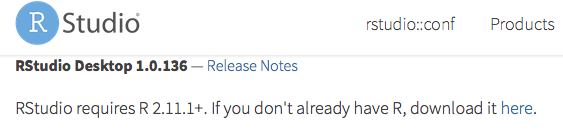 R Studio® rstudio::conf Products
RStudio Desktop 1.0.136 — Release Notes
RStudio requires R 2.11.1+. If you don't already have R, download it here.